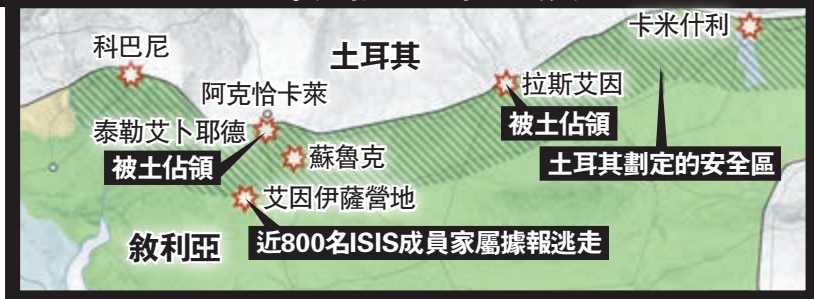 卡米什利
科巴尼
土耳其
拉斯艾因
阿克恰卡萊
被土佔領
泰勒艾卜耶德
被土佔領
蘇魯克
土耳其劃定的安全區
艾因伊薩營地
敘利亞
近800名ISIS成員家屬據報逃走